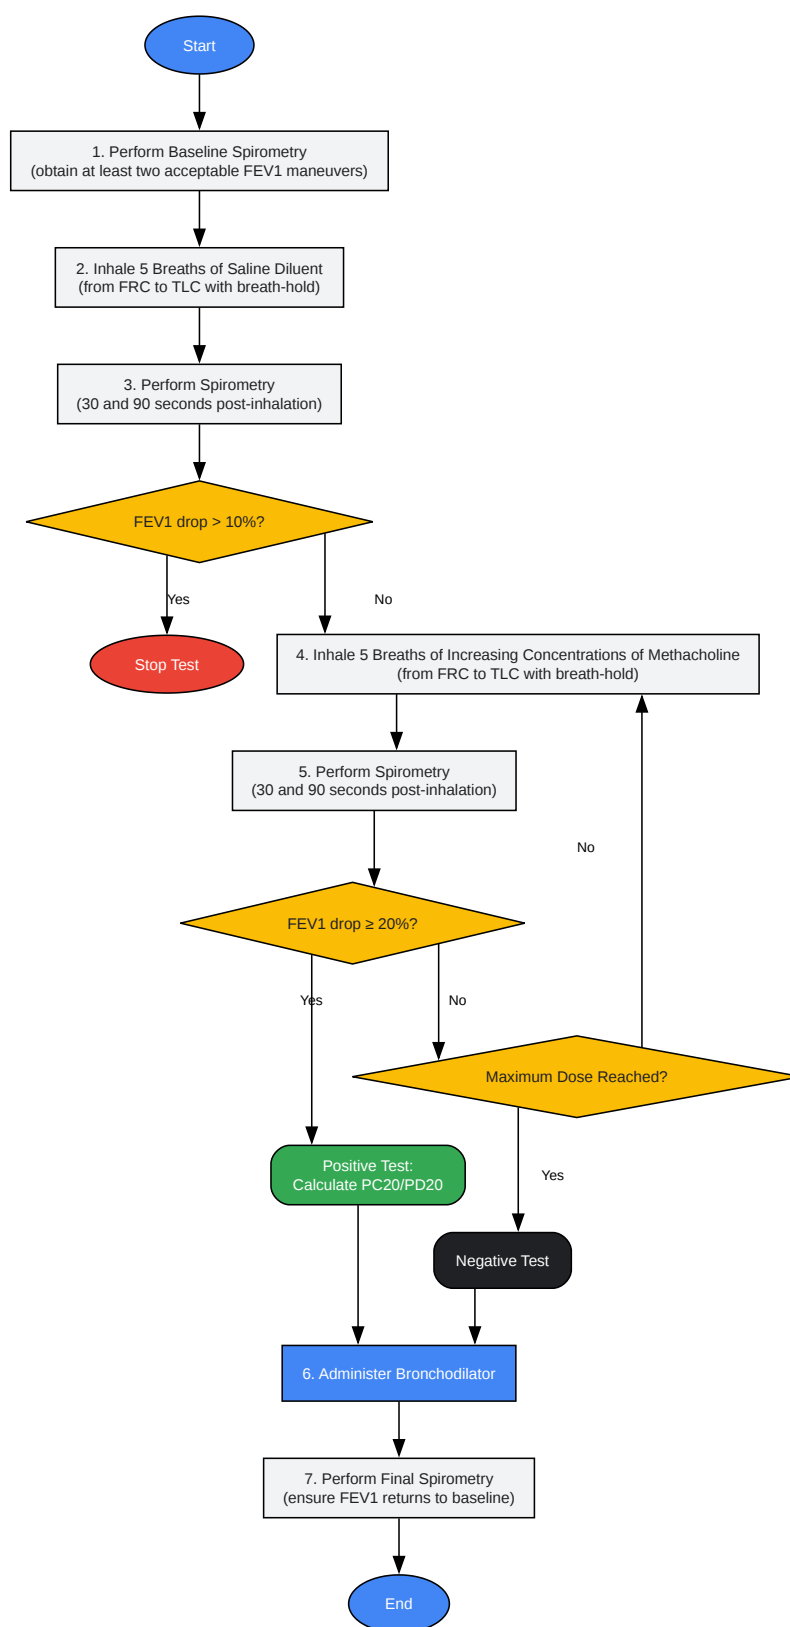 Start
1. Perform Baseline Spirometry
(obtain at least two acceptable FEV1 maneuvers)
2. Inhale 5 Breaths of Saline Diluent
(from FRC to TLC with breath-hold)
3. Perform Spirometry
(30 and 90 seconds post-inhalation)
FEV1 drop > 10%?
Yes
No
Stop Test
4. Inhale 5 Breaths of Increasing Concentrations of Methacholine
(from FRC to TLC with breath-hold)
5. Perform Spirometry
(30 and 90 seconds post-inhalation)
No
FEV1 drop ≥ 20%?
Yes
No
Maximum Dose Reached?
Positive Test:
Calculate PC20/PD20
Yes
Negative Test
6. Administer Bronchodilator
7. Perform Final Spirometry
(ensure FEV1 returns to baseline)
End